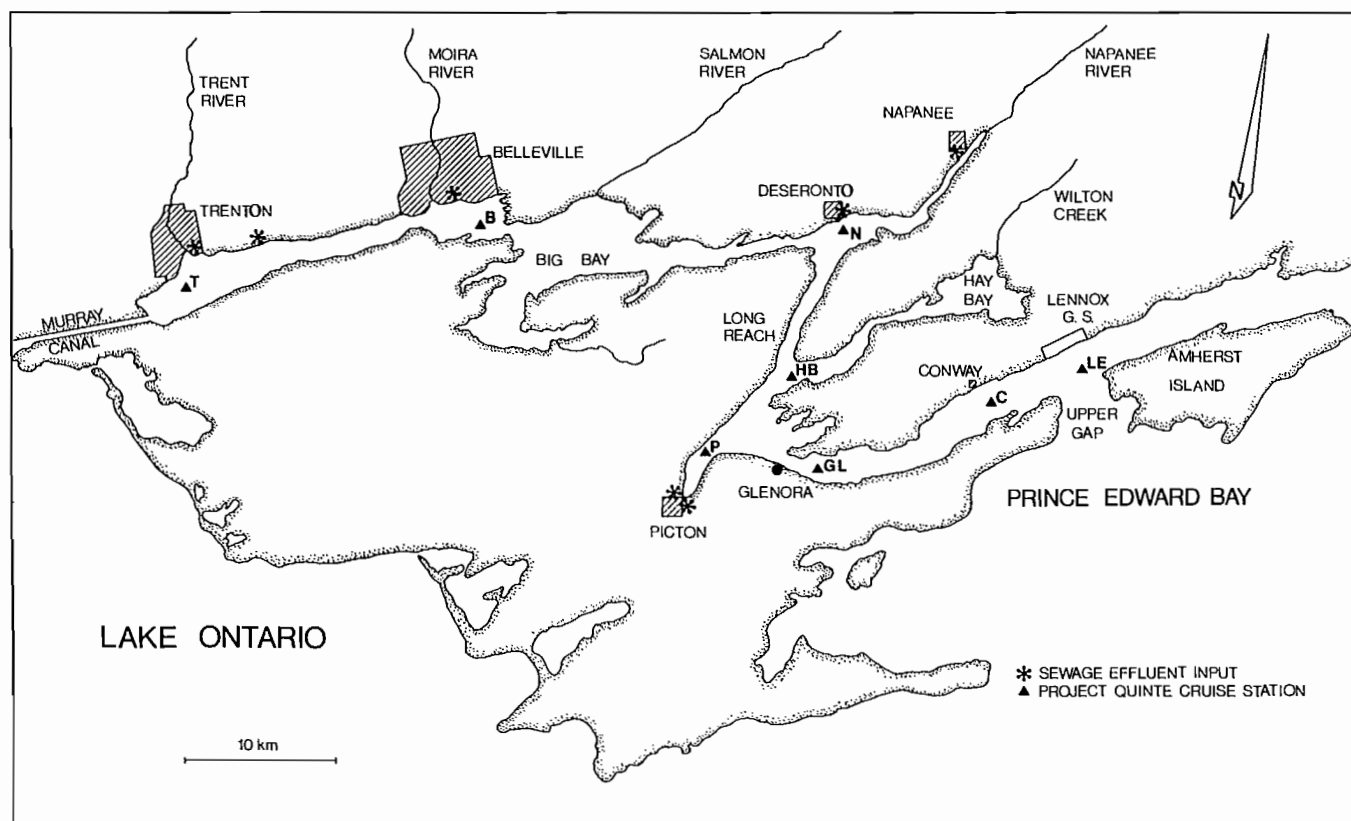 TRENT
RIVER
MOIRA
RIVER
SALMON
RIVER
NAPANEE
RIVER
NAPANEE
BELLEVILLE
DESERONTO
WILTON
CREEK
N
TRENTON
B
N
T
BIG BAY
HAY
BAY
LENNOX
G. S.
MURRAY
CANAL
LONG
REACH
HB
CONWAY
LE
AMHERST
ISLAND
C
UPPER
GAP
P
GL
GLENORA
PICTON
PRINCE EDWARD BAY
LAKE ONTARIO
* SEWAGE EFFLUENT INPUT
▲ PROJECT QUINTE CRUISE STATION
10 km